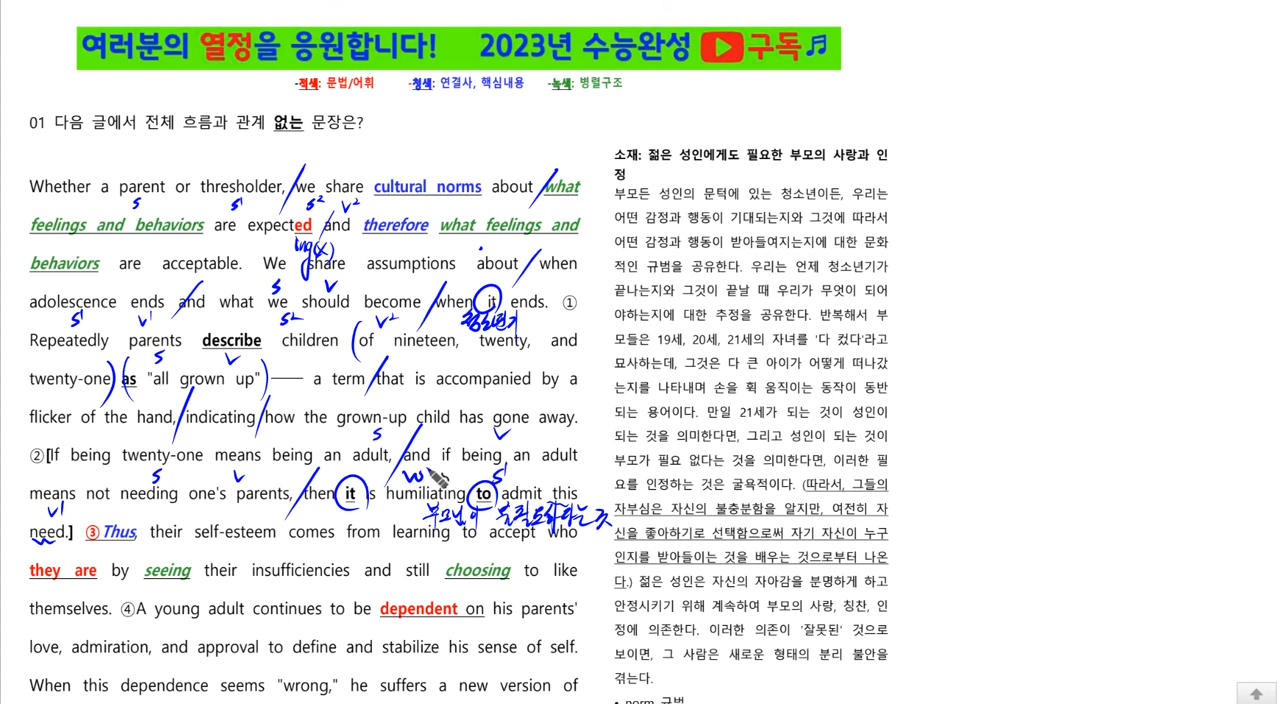 여러분의 열정을 응원합니다! 2023년 수능완성 구독
-적색: 문법/어휘 -청색: 연결사, 핵심내용 -녹색: 병렬구조
01 다음 글에서 전체 흐름과 관계 없는 문장은?
Whether a parent or thresholder, we share cultural norms about what
s s¹ s² v²
feelings and behaviors are expected and therefore what feelings and
ing(x)
behaviors are acceptable. We share assumptions about when
s v
adolescence ends and what we should become when it ends. ①
s¹ v¹ s² v² 청소년기
Repeatedly parents describe children (of nineteen, twenty, and
s v
twenty-one) (as "all grown up") —— a term that is accompanied by a
flicker of the hand, indicating how the grown-up child has gone away.
s v
②[If being twenty-one means being an adult, and if being an adult
s v s¹
means not needing one's parents, then it is humiliating to admit this
v¹ 부모님이
need.] ③Thus, their self-esteem comes from learning to accept who
they are by seeing their insufficiencies and still choosing to like
themselves. ④A young adult continues to be dependent on his parents'
love, admiration, and approval to define and stabilize his sense of self.
When this dependence seems "wrong," he suffers a new version of
소재: 젊은 성인에게도 필요한 부모의 사랑과 인
정
부모든 성인의 문턱에 있는 청소년이든, 우리는
어떤 감정과 행동이 기대되는지와 그것에 따라서
어떤 감정과 행동이 받아들여지는지에 대한 문화
적인 규범을 공유한다. 우리는 언제 청소년기가
끝나는지와 그것이 끝날 때 우리가 무엇이 되어
야하는지에 대한 추정을 공유한다. 반복해서 부
모들은 19세, 20세, 21세의 자녀를 '다 컸다'라고
묘사하는데, 그것은 다 큰 아이가 어떻게 떠나갔
는지를 나타내며 손을 획 움직이는 동작이 동반
되는 용어이다. 만일 21세가 되는 것이 성인이
되는 것을 의미한다면, 그리고 성인이 되는 것이
부모가 필요 없다는 것을 의미한다면, 이러한 필
요를 인정하는 것은 굴욕적이다. (따라서, 그들의
자부심은 자신의 불충분함을 알지만, 여전히 자
신을 좋아하기로 선택함으로써 자기 자신이 누구
인지를 받아들이는 것을 배우는 것으로부터 나온
다.) 젊은 성인은 자신의 자아감을 분명하게 하고
안정시키기 위해 계속하여 부모의 사랑, 칭찬, 인
정에 의존한다. 이러한 의존이 '잘못된' 것으로
보이면, 그 사람은 새로운 형태의 분리 불안을
겪는다.
• norm 규범